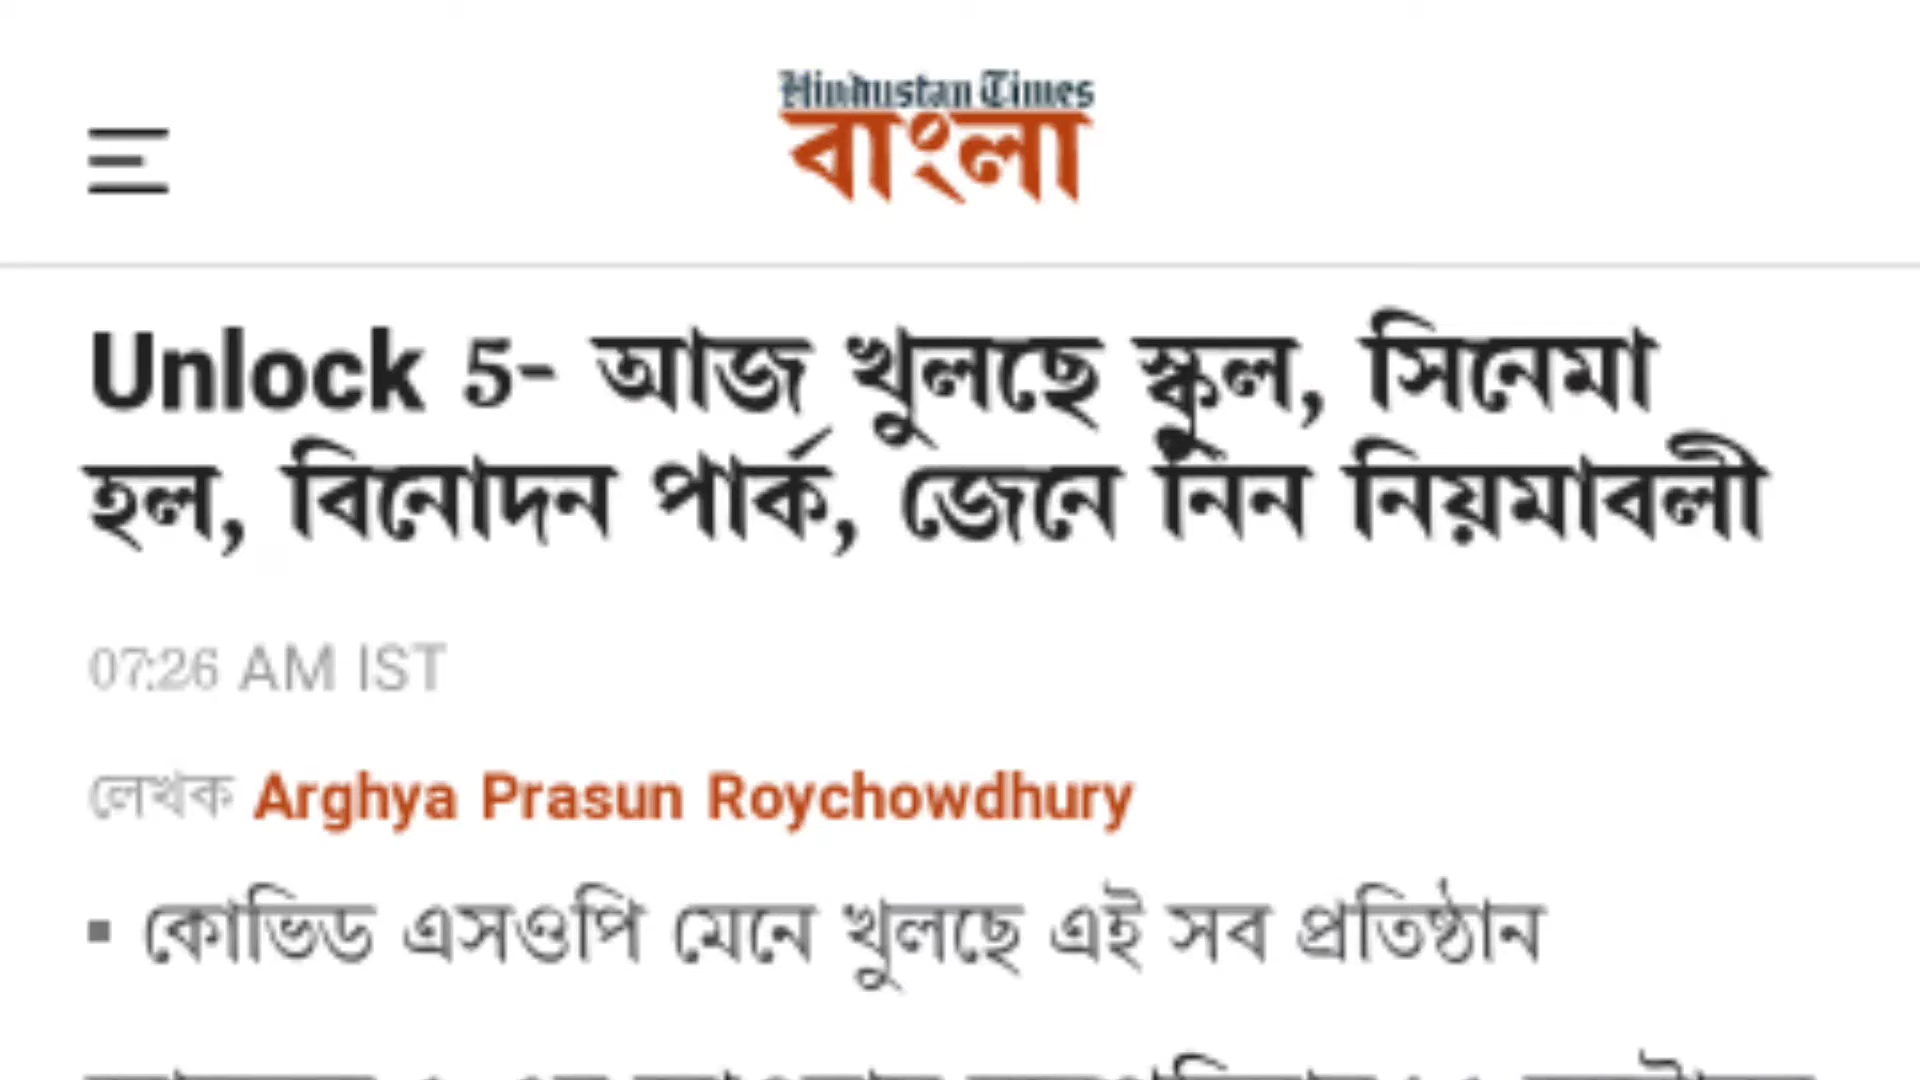 Hindustan Times
বাংলা
Unlock 5- আজ খুলছে স্কুল, সিনেমা
হল, বিনোদন পার্ক, জেনে নিন নিয়মাবলী
07:26 AM IST
লেখক Arghya Prasun Roychowdhury
▪ কোভিড এসওপি মেনে খুলছে এই সব প্রতিষ্ঠান